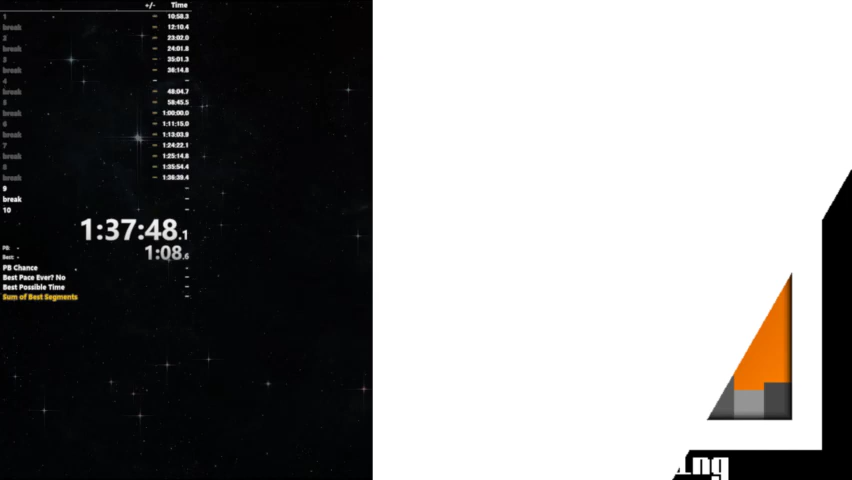 +/- Time
1 – 10:58.3
break – 12:10.4
2 – 23:02.0
break – 24:01.8
3 – 35:01.3
break – 36:14.8
4 – –
break – 48:04.7
5 – 58:45.5
break – 1:00:00.0
6 – 1:11:15.0
break – 1:13:03.9
7 – 1:24:22.1
break – 1:25:14.8
8 – 1:35:54.4
break – 1:36:39.4
9 –
break –
10 –
1:37:48.1
PB: -
Best: -
1:08.6
PB Chance –
Best Pace Ever? No –
Best Possible Time –
Sum of Best Segments –
ing